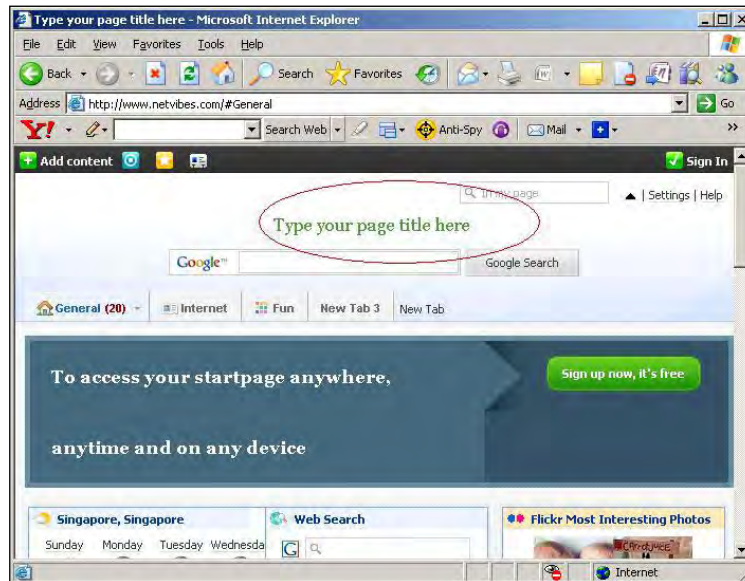 Type your page title here - Microsoft Internet Explorer
File Edit View Favorites Tools Help
Back Search Favorites
Address http://www.netvibes.com/#General Go
Y! Search Web Anti-Spy Mail »
Add content Sign In
In my page Settings | Help
Type your page title here
Google™ Google Search
General (20) Internet Fun New Tab 3 New Tab
To access your startpage anywhere, Sign up now, it's free
anytime and on any device
Singapore, Singapore Web Search Flickr Most Interesting Photos
Sunday Monday Tuesday Wednesda G
Internet